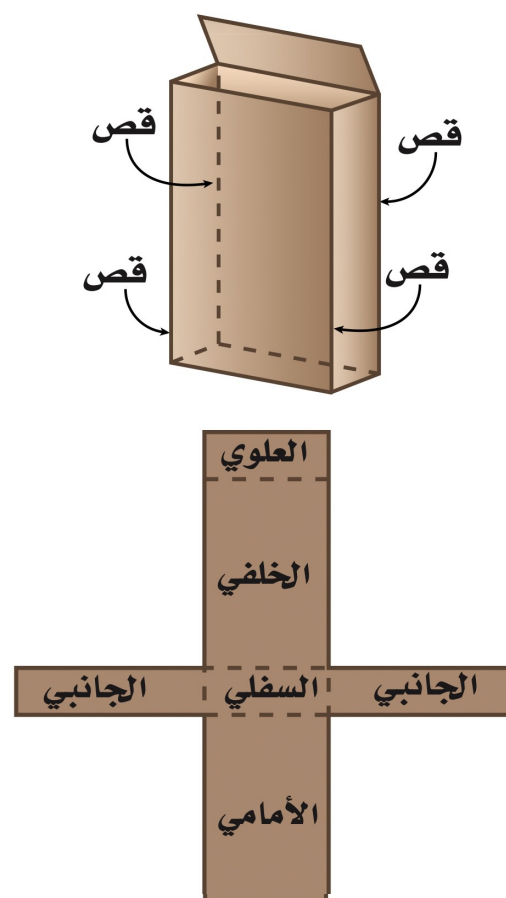 قص
قص
قص
قص
العلوي
الخلفي
الجانبي السفلي الجانبي
الأمامي